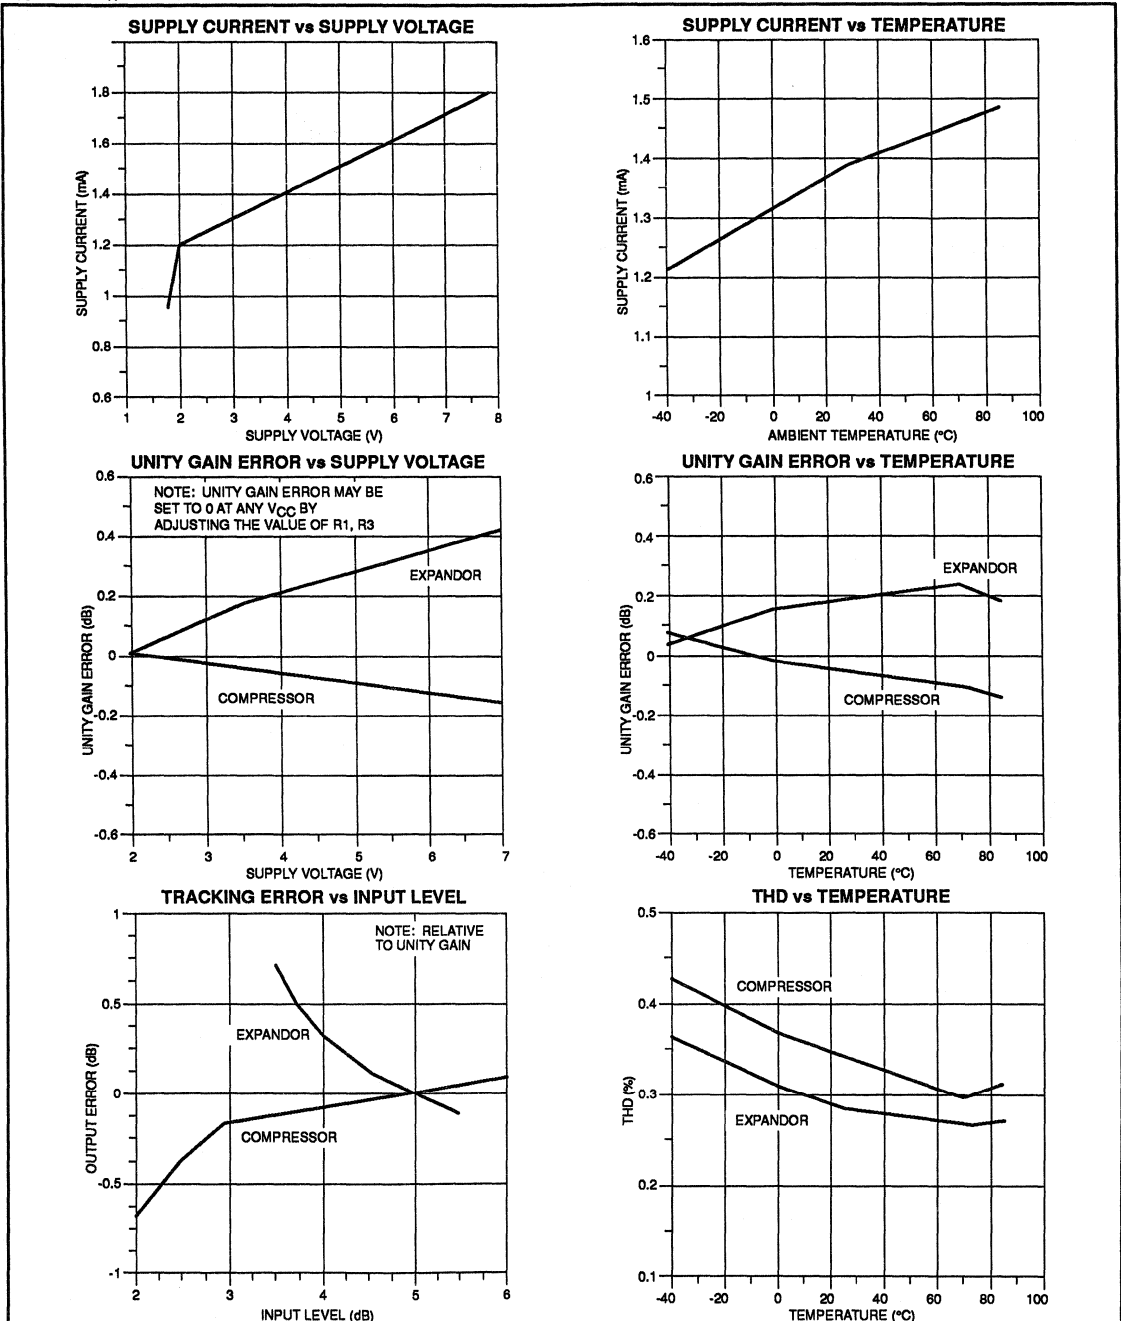 SUPPLY CURRENT vs SUPPLY VOLTAGE
1.8
1.6
1.4
1.2
1
0.8
0.6
SUPPLY CURRENT (mA)
1 2 3 4 5 6 7 8
SUPPLY VOLTAGE (V)
SUPPLY CURRENT vs TEMPERATURE
1.6
1.5
1.4
1.3
1.2
1.1
1
SUPPLY CURRENT (mA)
-40 -20 0 20 40 60 80 100
AMBIENT TEMPERATURE (°C)
UNITY GAIN ERROR vs SUPPLY VOLTAGE
NOTE: UNITY GAIN ERROR MAY BE
SET TO 0 AT ANY VCC BY
ADJUSTING THE VALUE OF R1, R3
0.6
0.4
0.2
0
-0.2
-0.4
-0.6
UNITY GAIN ERROR (dB)
EXPANDOR
COMPRESSOR
2 3 4 5 6 7
SUPPLY VOLTAGE (V)
UNITY GAIN ERROR vs TEMPERATURE
0.6
0.4
0.2
0
-0.2
-0.4
-0.6
UNITY GAIN ERROR (dB)
EXPANDOR
COMPRESSOR
-40 -20 0 20 40 60 80 100
TEMPERATURE (°C)
TRACKING ERROR vs INPUT LEVEL
NOTE: RELATIVE
TO UNITY GAIN
1
0.5
0
-0.5
-1
OUTPUT ERROR (dB)
EXPANDOR
COMPRESSOR
2 3 4 5 6
INPUT LEVEL (dB)
THD vs TEMPERATURE
0.5
0.4
0.3
0.2
0.1
THD (%)
COMPRESSOR
EXPANDOR
-40 -20 0 20 40 60 80 100
TEMPERATURE (°C)